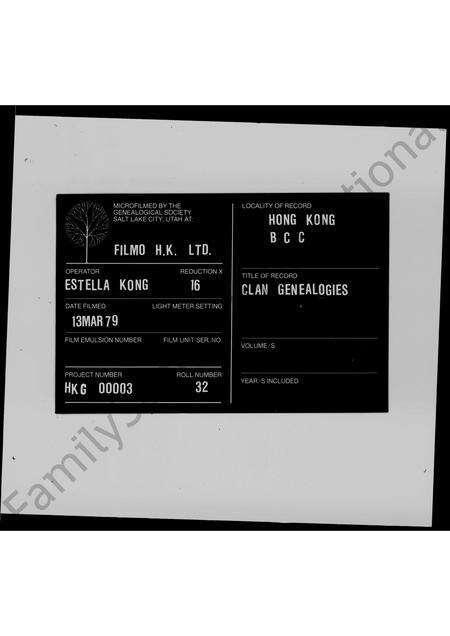 MICROFILMED BY THE
GENEALOGICAL SOCIETY
SALT LAKE CITY, UTAH AT
FILMO H.K. LTD.
OPERATOR REDUCTION X
ESTELLA KONG 16
DATE FILMED LIGHT METER SETTING
13MAR79
FILM EMULSION NUMBER FILM UNIT SER. NO.
PROJECT NUMBER ROLL NUMBER
HKG 00003 32
LOCALITY OF RECORD
HONG KONG
B C C
TITLE OF RECORD
CLAN GENEALOGIES
VOLUME/S
YEAR/S INCLUDED